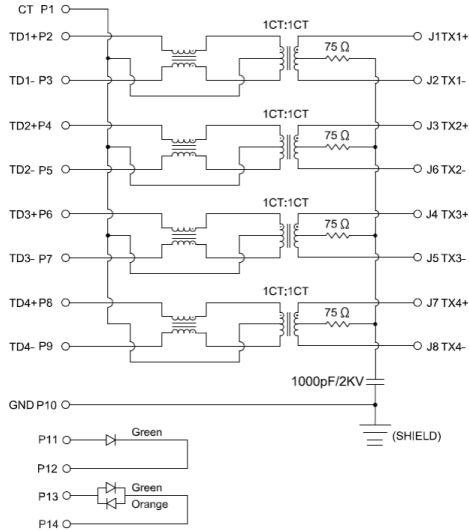 CT P1
1CT:1CT
TD1+P2
J1TX1+
75 Ω
TD1- P3
J2 TX1-
1CT:1CT
TD2+P4
J3 TX2+
75 Ω
TD2- P5
J6 TX2-
1CT:1CT
TD3+P6
J4 TX3+
75 Ω
TD3- P7
J5 TX3-
1CT:1CT
TD4+P8
J7 TX4+
75 Ω
TD4- P9
J8 TX4-
1000pF/2KV
GND P10
(SHIELD)
P11
Green
P12
P13
Green
Orange
P14